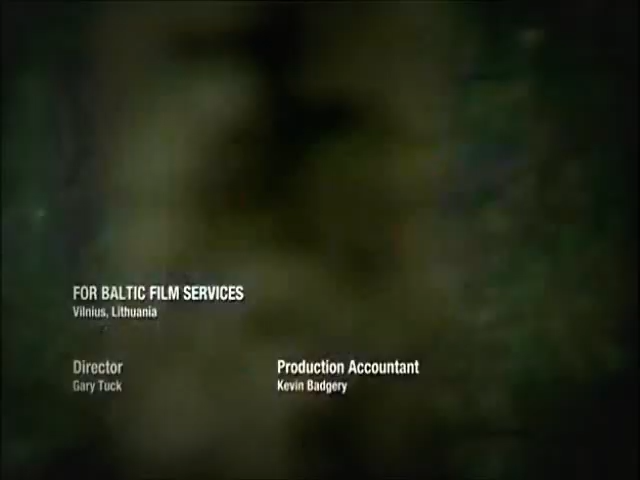 FOR BALTIC FILM SERVICES
Vilnius, Lithuania
Director
Gary Tuck
Production Accountant
Kevin Badgery